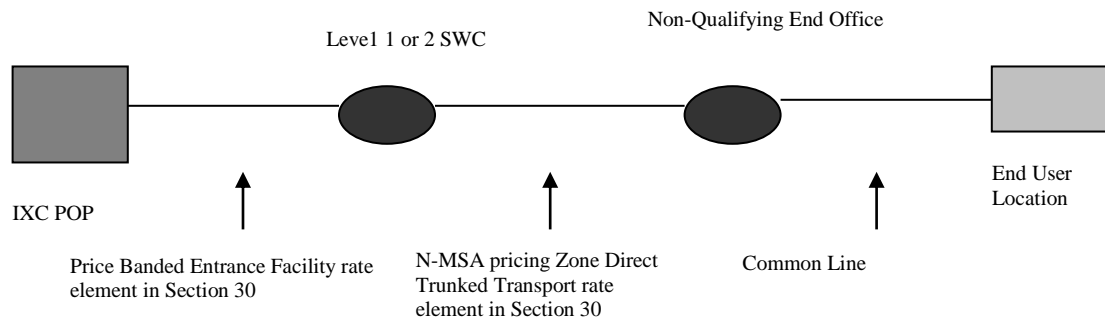 Non-Qualifying End Office
Leve1 1 or 2 SWC
End User
Location
IXC POP
Price Banded Entrance Facility rate
element in Section 30
N-MSA pricing Zone Direct
Trunked Transport rate
element in Section 30
Common Line